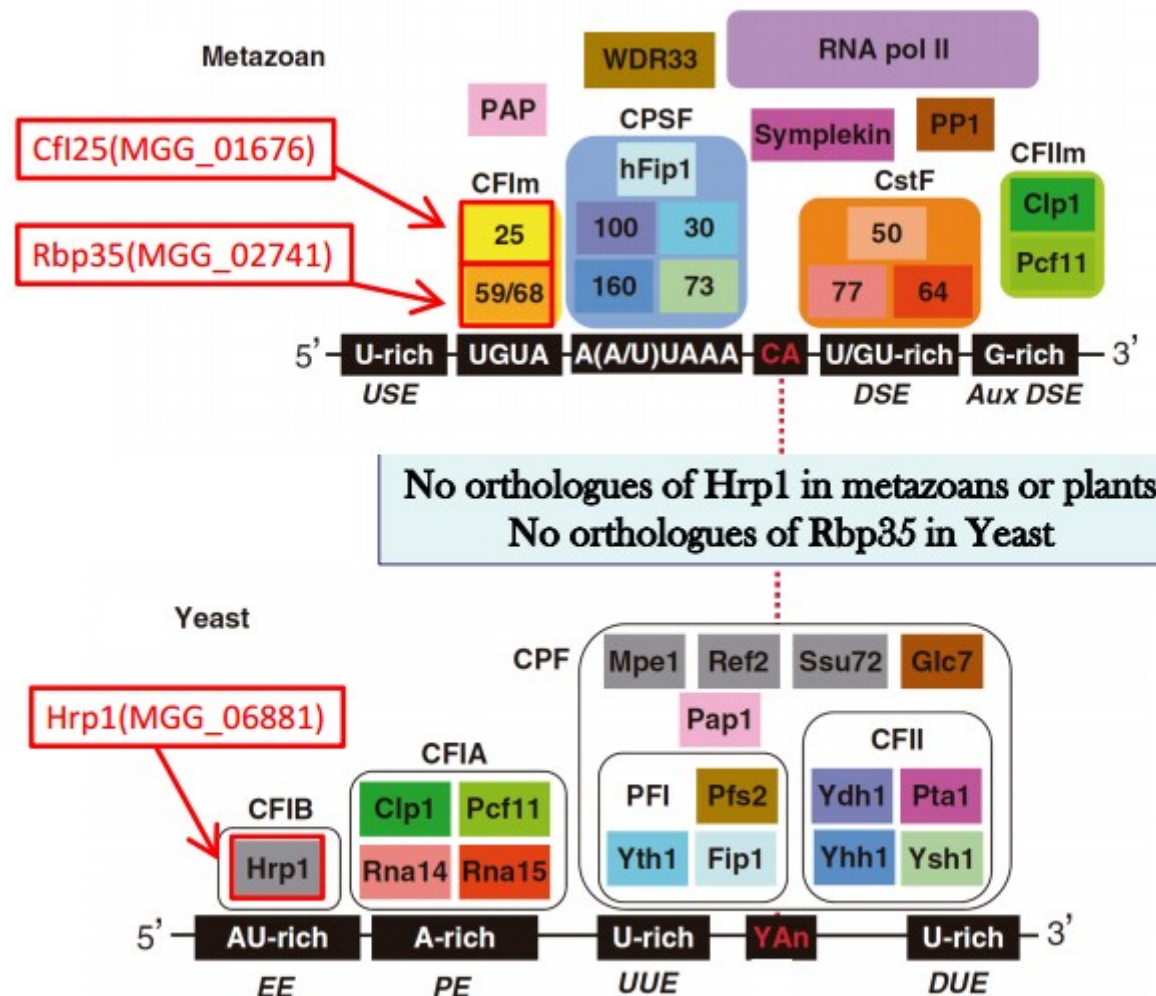 Metazoan
WDR33
RNA pol II
PAP
CPSF
Symplekin
PP1
CfI25(MGG_01676)
CFIm
hFip1
CstF
CFIIm
25
100
30
50
Clp1
Rbp35(MGG_02741)
59/68
160
73
77
64
Pcf11
5’ U-rich UGUA A(A/U)UAAA CA U/GU-rich G-rich 3’
USE DSE Aux DSE
No orthologues of Hrp1 in metazoans or plants
No orthologues of Rbp35 in Yeast
Yeast
CPF
Mpe1
Ref2
Ssu72
Glc7
Hrp1(MGG_06881)
Pap1
CFII
CFIA
CFIB
Clp1
Pcf11
PFI
Pfs2
Ydh1
Pta1
Hrp1
Rna14
Rna15
Yth1
Fip1
Yhh1
Ysh1
5’ AU-rich A-rich U-rich YAn U-rich 3’
EE PE UUE DUE